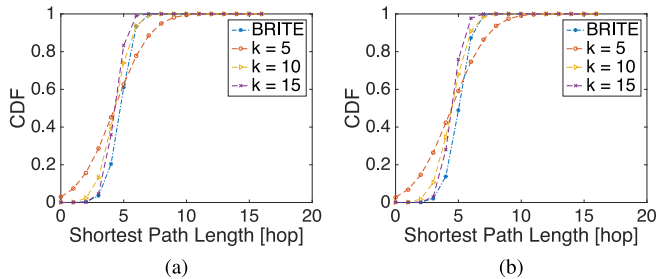 1
0.8
0.6
0.4
0.2
0
CDF
0 5 10 15 20
Shortest Path Length [hop]
BRITE
k = 5
k = 10
k = 15
(a)
1
0.8
0.6
0.4
0.2
0
CDF
0 5 10 15 20
Shortest Path Length [hop]
BRITE
k = 5
k = 10
k = 15
(b)